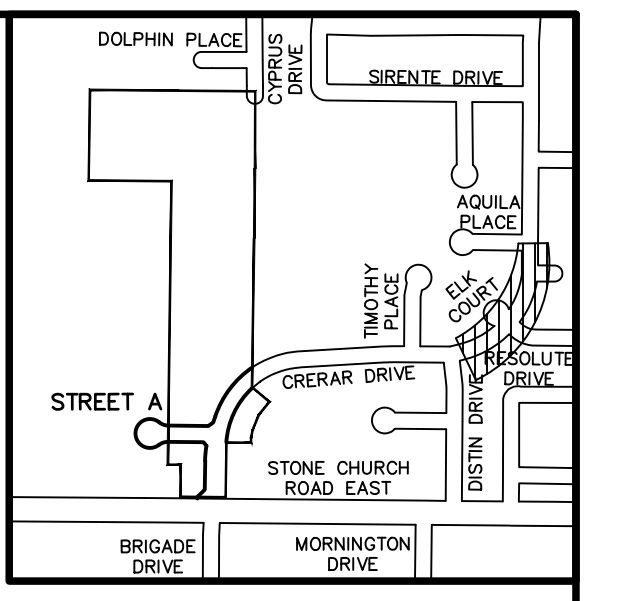 DOLPHIN PLACE
CYPRUS
DRIVE
SIRENTE DRIVE
AQUILA
PLACE
TIMOTHY
PLACE
ELK
COURT
RESOLUTE
DRIVE
CRERAR DRIVE
STREET A
DISTIN DRIVE
STONE CHURCH
ROAD EAST
BRIGADE
DRIVE
MORNINGTON
DRIVE